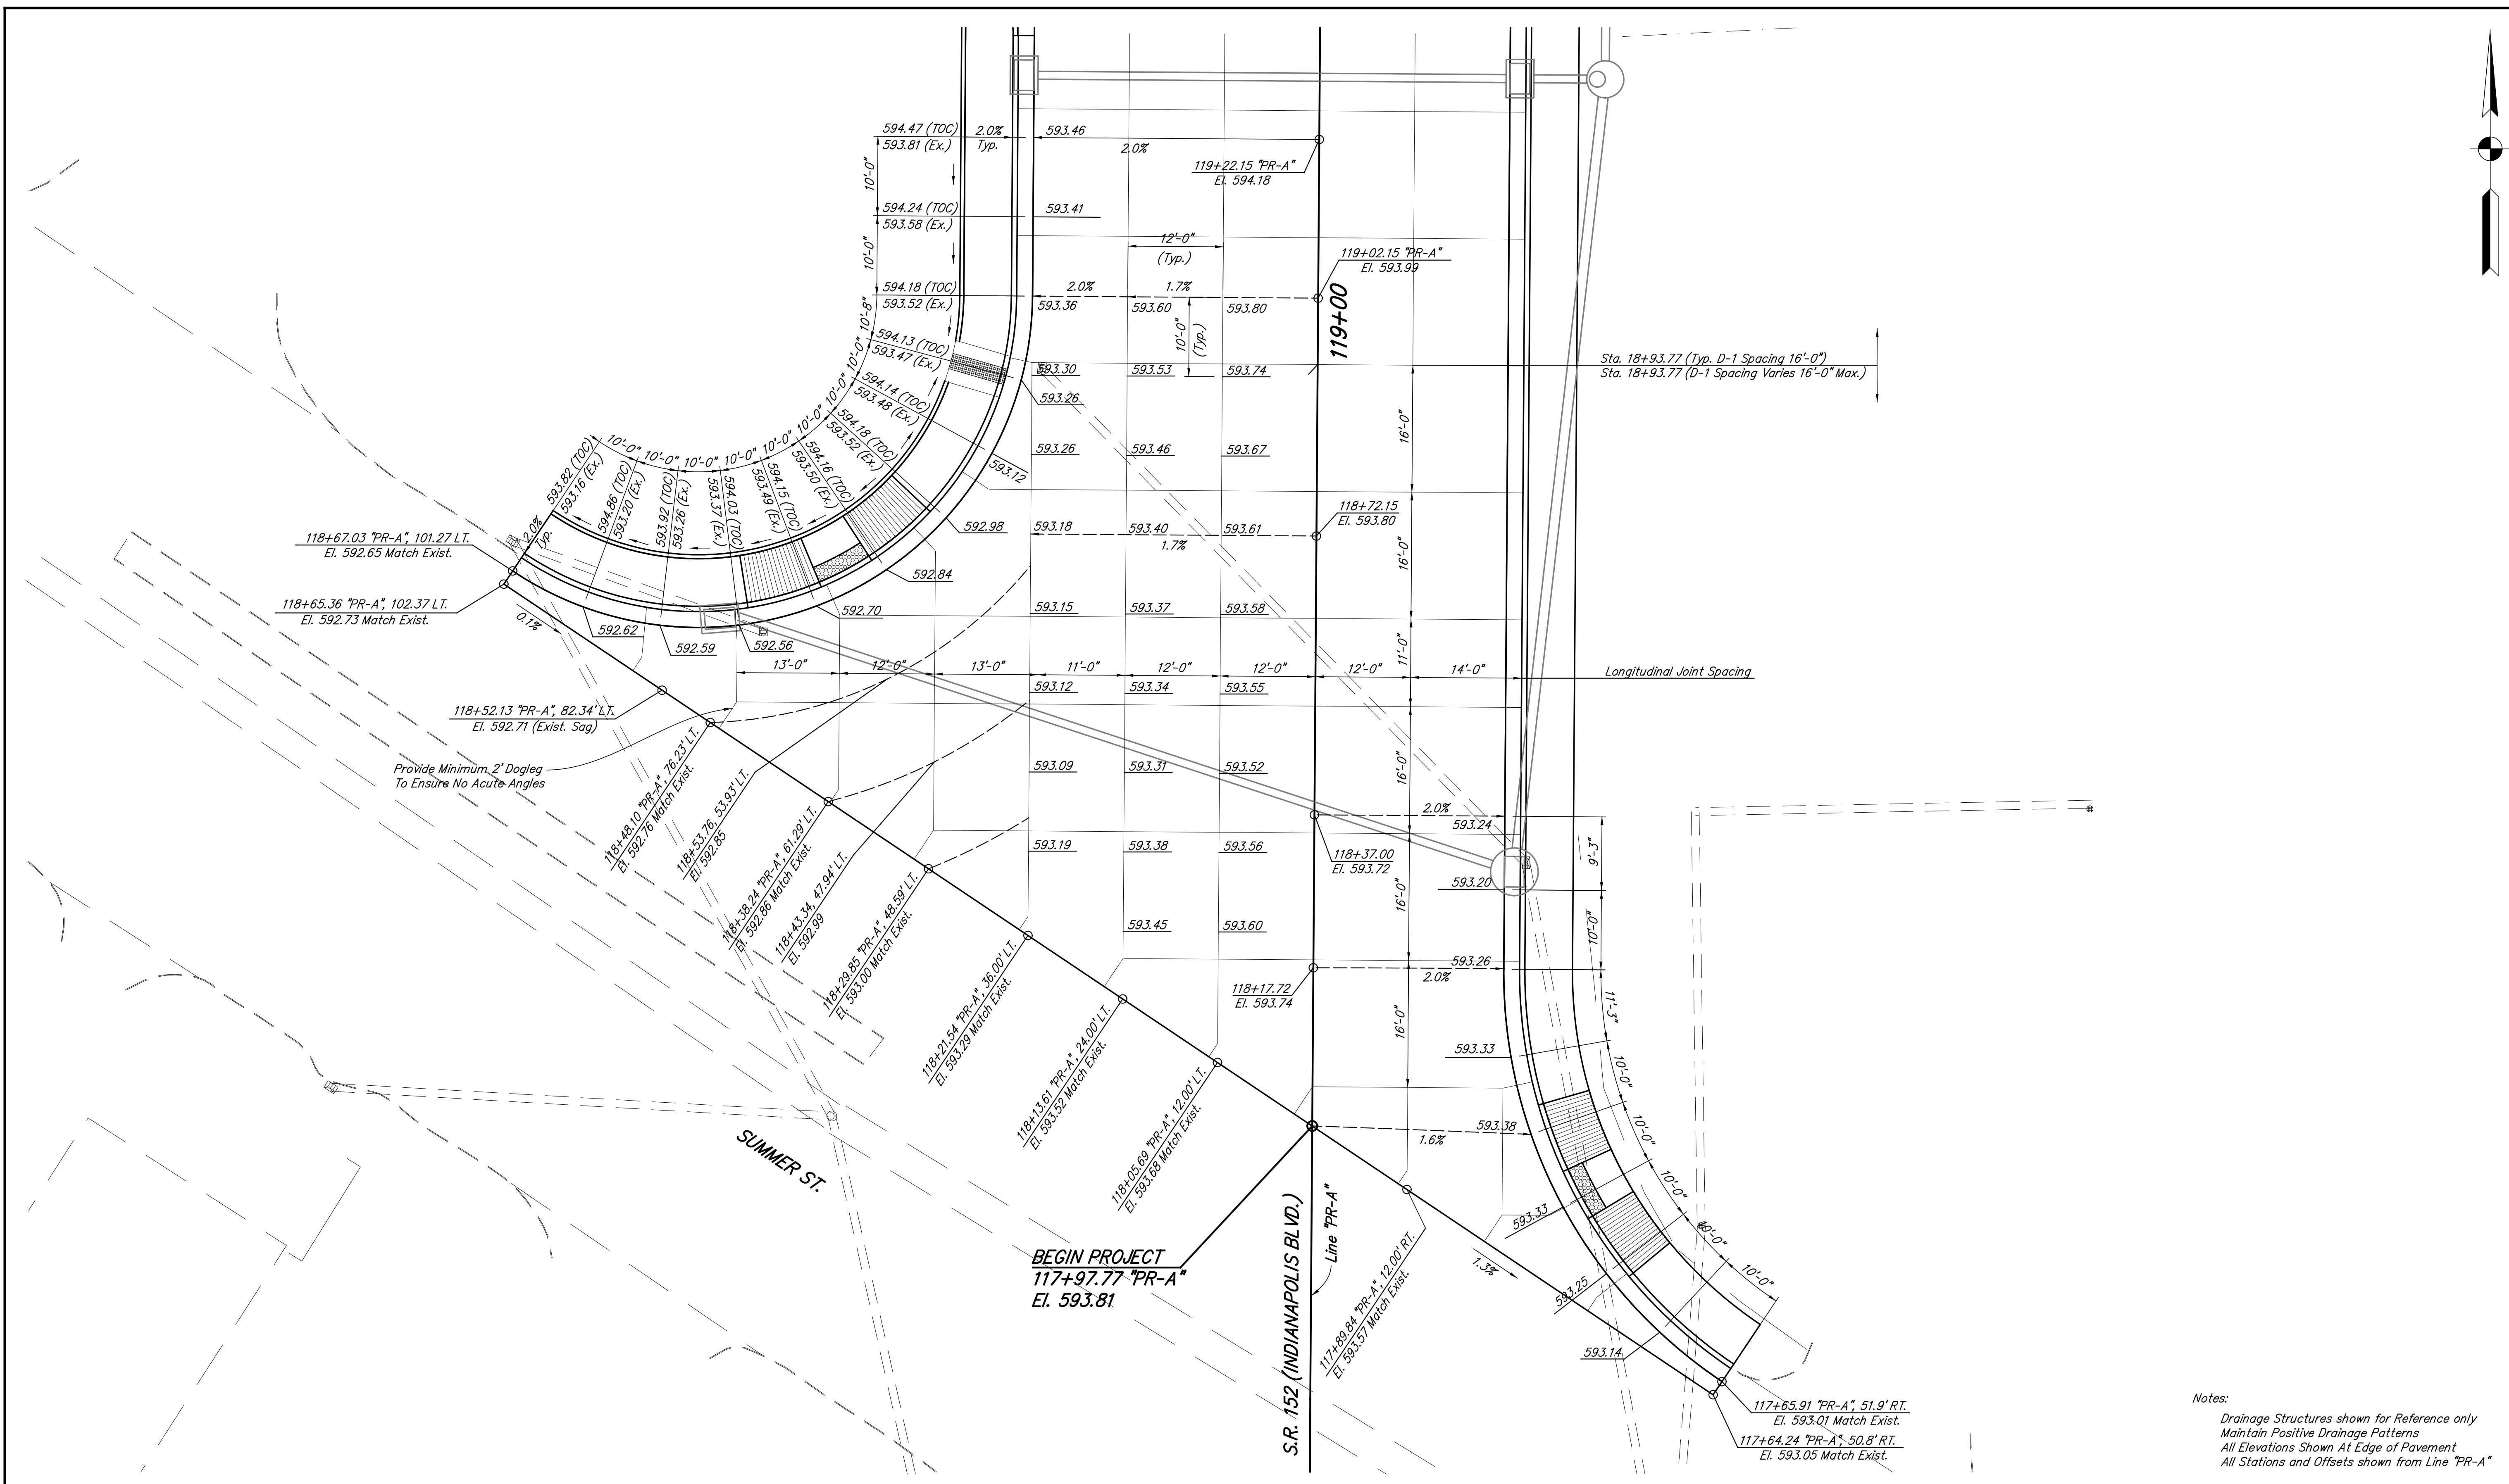 594.47 (TOC)
593.81 (Ex.)
2.0%
Typ.
593.46
2.0%
119+22.15 "PR-A"
El. 594.18
10'-0"
594.24 (TOC)
593.58 (Ex.)
593.41
10'-0"
12'-0"
(Typ.)
119+02.15 "PR-A"
El. 593.99
594.18 (TOC)
593.52 (Ex.)
2.0%
1.7%
593.36
593.60
593.80
119+00
10'-8"
10'-0"
(Typ.)
594.13 (TOC)
593.47 (Ex.)
593.30
593.53
593.74
Sta. 18+93.77 (Typ. D-1 Spacing 16'-0")
Sta. 18+93.77 (D-1 Spacing Varies 16'-0" Max.)
10'-0"
594.14 (TOC)
593.48 (Ex.)
593.26
10'-0"
594.18 (TOC)
593.52 (Ex.)
593.26
593.46
593.67
16'-0"
10'-0"
594.16 (TOC)
593.50 (Ex.)
593.12
10'-0"
594.15 (TOC)
593.49 (Ex.)
10'-0"
594.03 (TOC)
593.37 (Ex.)
10'-0"
593.92 (TOC)
593.26 (Ex.)
10'-0"
594.86 (TOC)
593.20 (Ex.)
10'-0"
593.82 (TOC)
593.16 (Ex.)
2.0%
Typ.
592.98
593.18
593.40
593.61
1.7%
118+72.15
El. 593.80
16'-0"
118+67.03 "PR-A", 101.27 LT.
El. 592.65 Match Exist.
592.84
118+65.36 "PR-A", 102.37 LT.
El. 592.73 Match Exist.
0.1%
592.62
592.59
592.56
592.70
593.15
593.37
593.58
11'-0"
13'-0"
12'-0"
13'-0"
11'-0"
12'-0"
12'-0"
12'-0"
14'-0"
Longitudinal Joint Spacing
593.12
593.34
593.55
118+52.13 "PR-A", 82.34' LT.
El. 592.71 (Exist. Sag)
Provide Minimum 2' Dogleg
To Ensure No Acute Angles
593.09
593.31
593.52
16'-0"
118+48.10 "PR-A", 76.23' LT.
El. 592.76 Match Exist.
118+53.76, 53.93' LT.
El. 592.85
118+38.24 "PR-A", 61.29' LT.
El. 592.86 Match Exist.
118+43.34, 47.94' LT.
El. 592.99
118+29.85 "PR-A", 48.59' LT.
El. 593.00 Match Exist.
118+21.54 "PR-A", 36.00' LT.
El. 593.29 Match Exist.
118+13.61 "PR-A", 24.00' LT.
El. 593.52 Match Exist.
118+05.69 "PR-A", 12.00' LT.
El. 593.68 Match Exist.
2.0%
593.24
118+37.00
El. 593.72
9'-3"
593.19
593.38
593.56
593.20
16'-0"
593.45
593.60
10'-0"
593.26
2.0%
118+17.72
El. 593.74
16'-0"
11'-3"
593.33
10'-0"
593.38
1.6%
10'-0"
10'-0"
593.33
10'-0"
1.3%
593.25
10'-0"
593.14
SUMMER ST.
BEGIN PROJECT
117+97.77 "PR-A"
El. 593.81
S.R. 152 (INDIANAPOLIS BLVD.)
Line "PR-A"
117+89.84 "PR-A", 12.00' RT.
El. 593.57 Match Exist.
117+65.91 "PR-A", 51.9' RT.
El. 593.01 Match Exist.
117+64.24 "PR-A", 50.8' RT.
El. 593.05 Match Exist.
Notes:
Drainage Structures shown for Reference only
Maintain Positive Drainage Patterns
All Elevations Shown At Edge of Pavement
All Stations and Offsets shown from Line "PR-A"